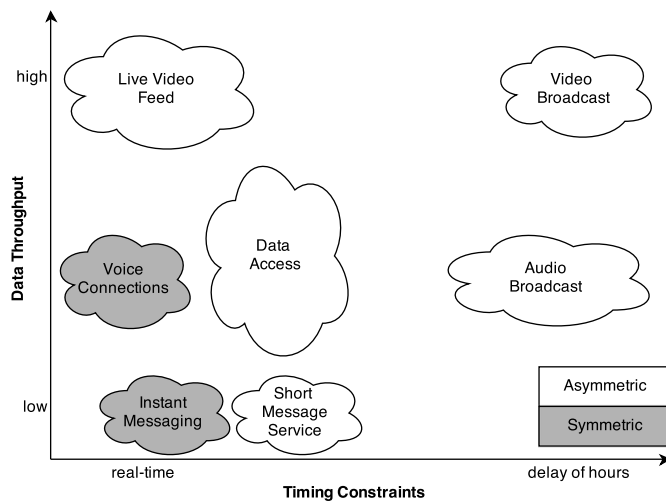 high
Live Video
Feed
Video
Broadcast
Data Throughput
Voice
Connections
Data
Access
Audio
Broadcast
low
Instant
Messaging
Short
Message
Service
Asymmetric
Symmetric
real-time
delay of hours
Timing Constraints